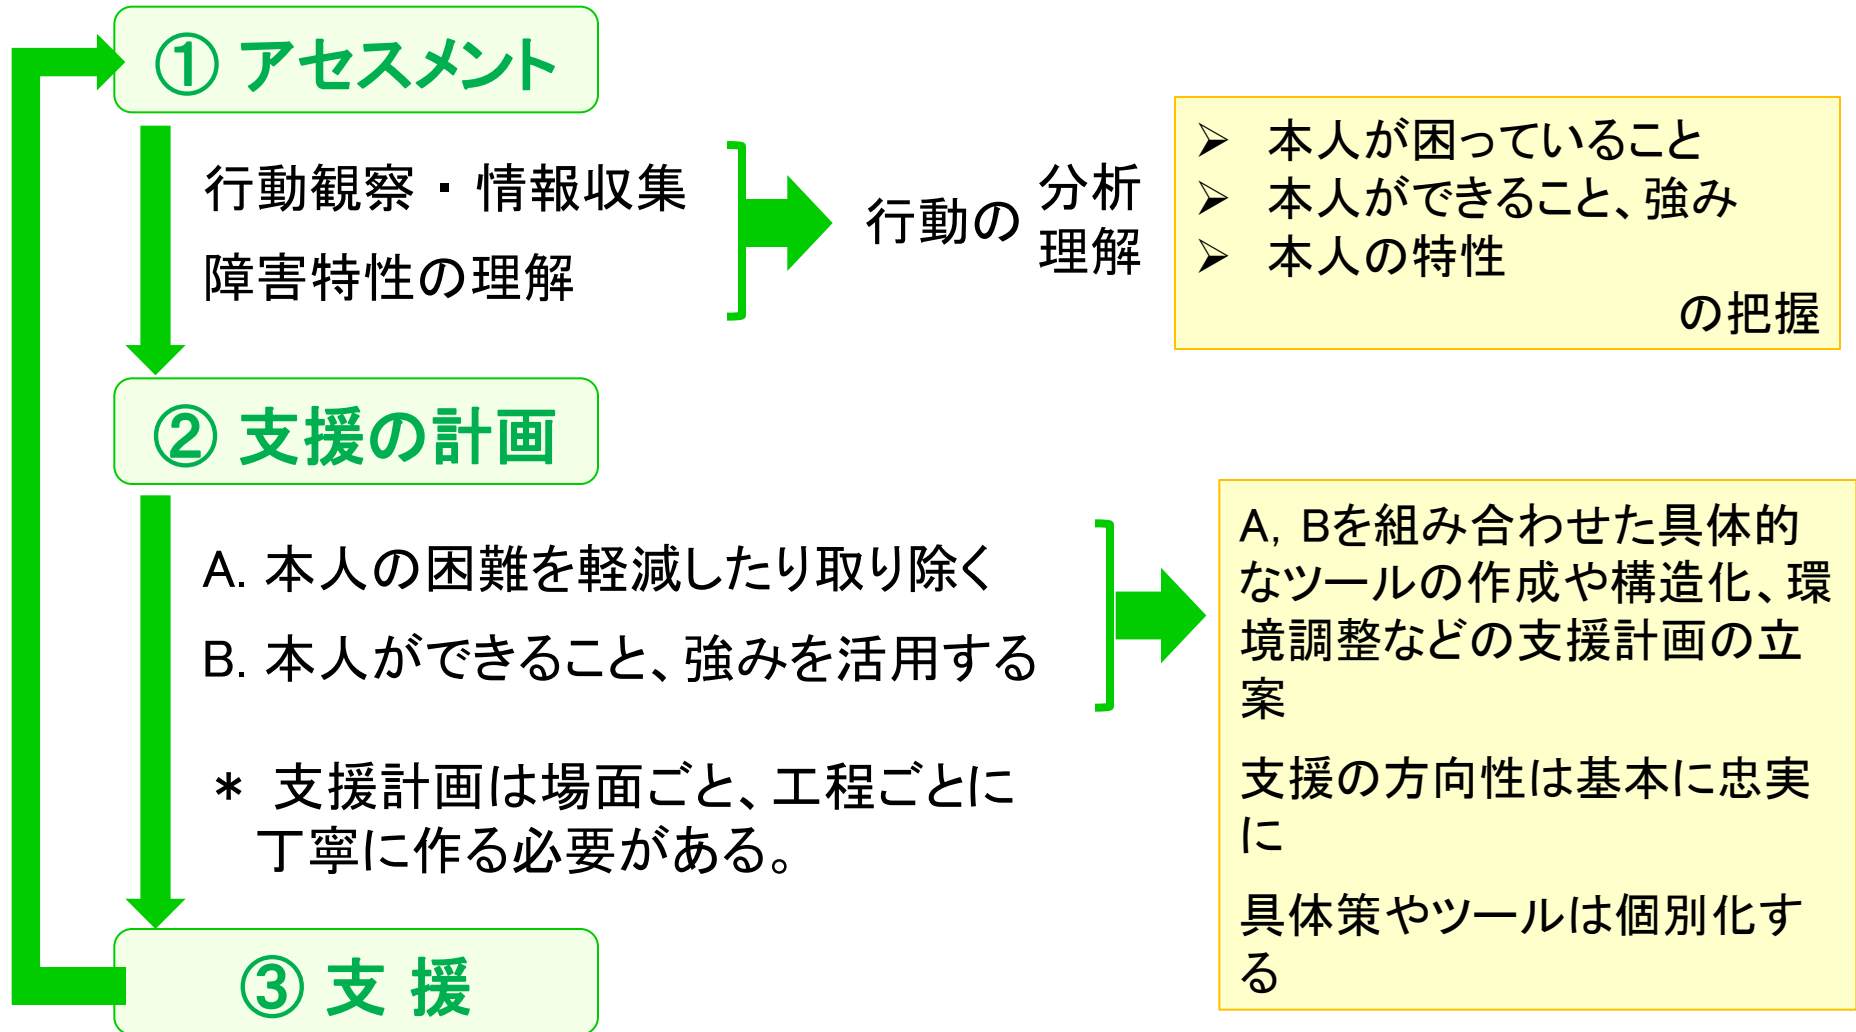 ① アセスメント
行動観察・情報収集
障害特性の理解
行動の
分析
理解
➢ 本人が困っていること
➢ 本人ができること、強み
➢ 本人の特性
の把握
② 支援の計画
A. 本人の困難を軽減したり取り除く
B. 本人ができること、強みを活用する
* 支援計画は場面ごと、工程ごとに
丁寧に作る必要がある。
A, Bを組み合わせた具体的
なツールの作成や構造化、環
境調整などの支援計画の立
案
支援の方向性は基本に忠実
に
具体策やツールは個別化す
る
③ 支 援